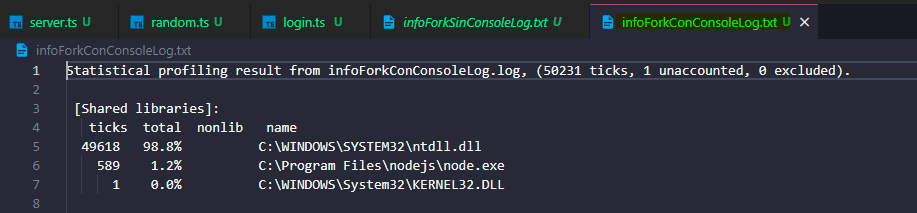 TS server.ts U
TS random.ts U
TS login.ts U
infoForkSinConsoleLog.txt U
infoForkConConsoleLog.txt U
infoForkConConsoleLog.txt
1 Statistical profiling result from infoForkConConsoleLog.log, (50231 ticks, 1 unaccounted, 0 excluded).
2
3 [Shared libraries]:
4 ticks total nonlib name
5 49618 98.8% C:\WINDOWS\SYSTEM32\ntdll.dll
6 589 1.2% C:\Program Files\nodejs\node.exe
7 1 0.0% C:\WINDOWS\System32\KERNEL32.DLL
8